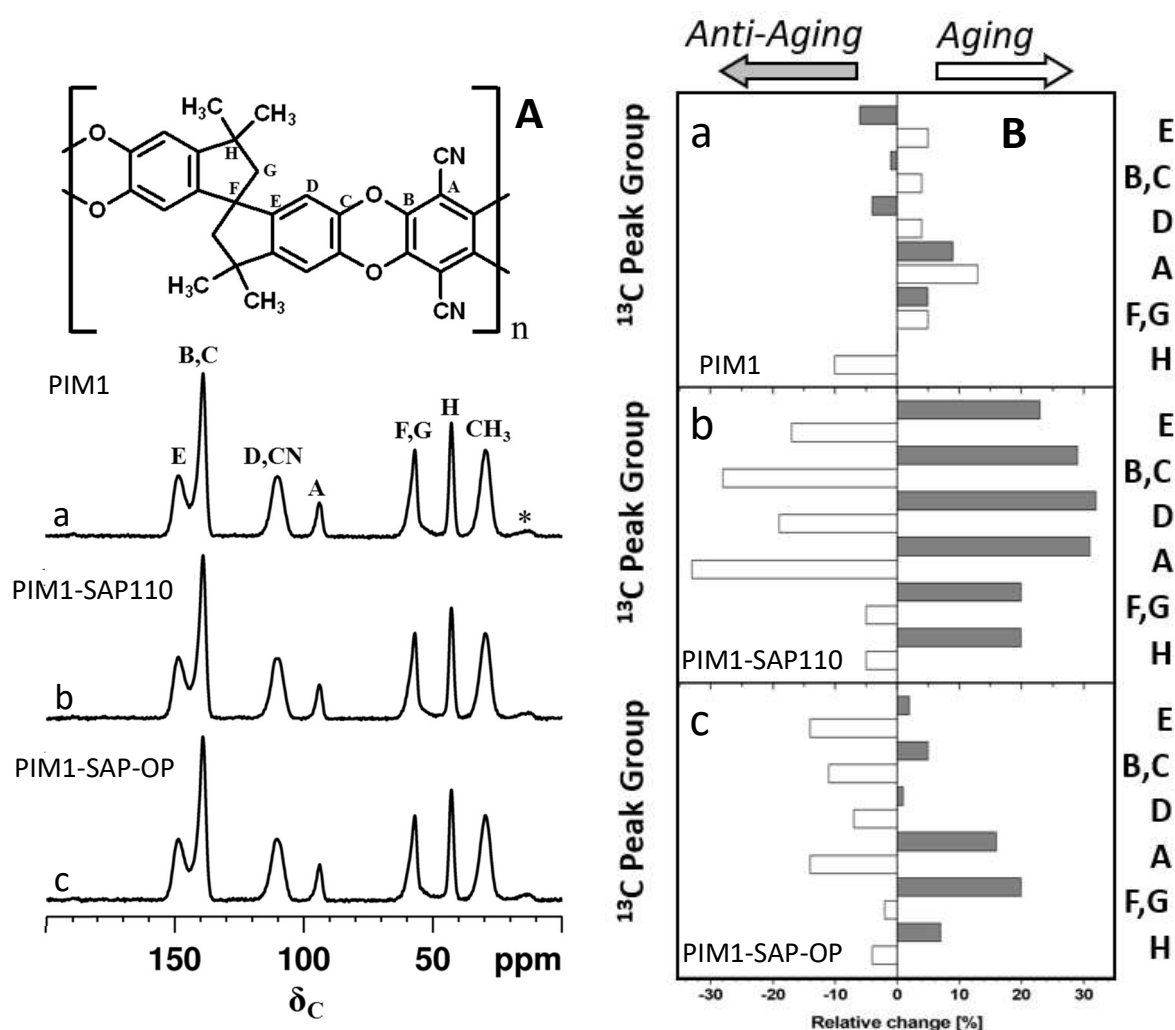 A
H₃C
CH₃
H
G
F
E
D
C
B
A
O
O
O
O
CN
CN
H₃C
CH₃
n
PIM1
B,C
E
D,CN
A
F,G
H
CH₃
*
a
PIM1-SAP110
b
PIM1-SAP-OP
c
150 100 50 ppm
δC
Anti-Aging Aging
a B
¹³C Peak Group
E
B,C
D
A
F,G
H
PIM1
b
¹³C Peak Group
E
B,C
D
A
F,G
H
PIM1-SAP110
c
¹³C Peak Group
E
B,C
D
A
F,G
H
PIM1-SAP-OP
-30 -20 -10 0 10 20 30
Relative change [%]